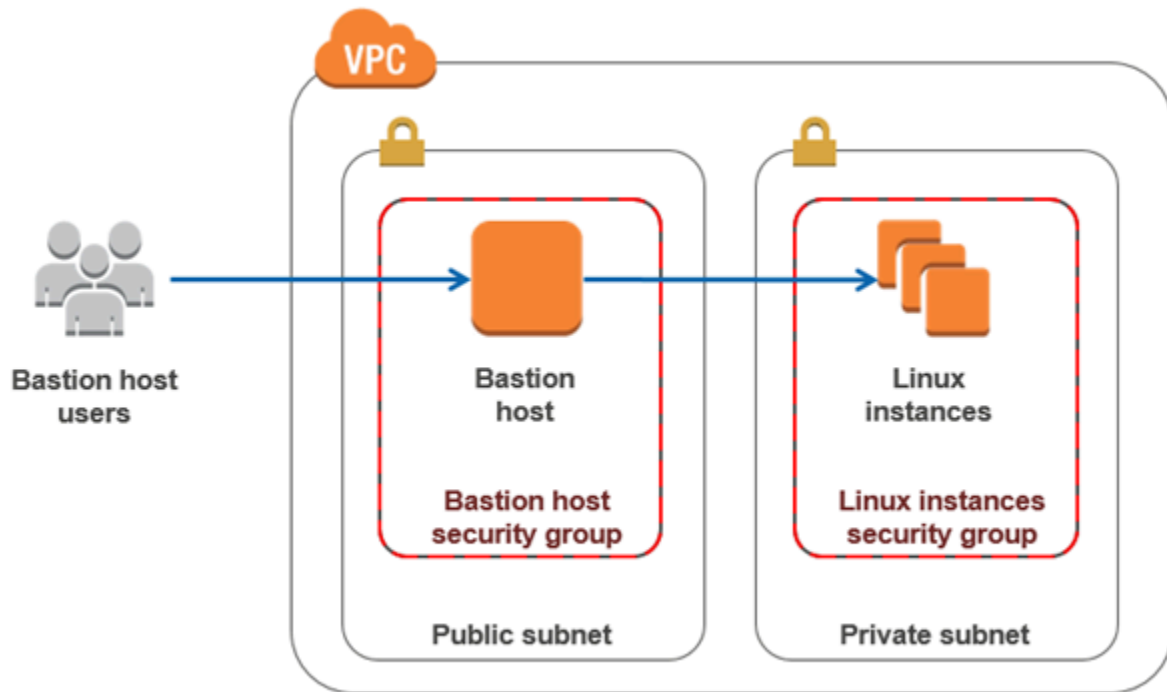 VPC
Bastion host
users
Bastion
host
Bastion host
security group
Public subnet
Linux
instances
Linux instances
security group
Private subnet